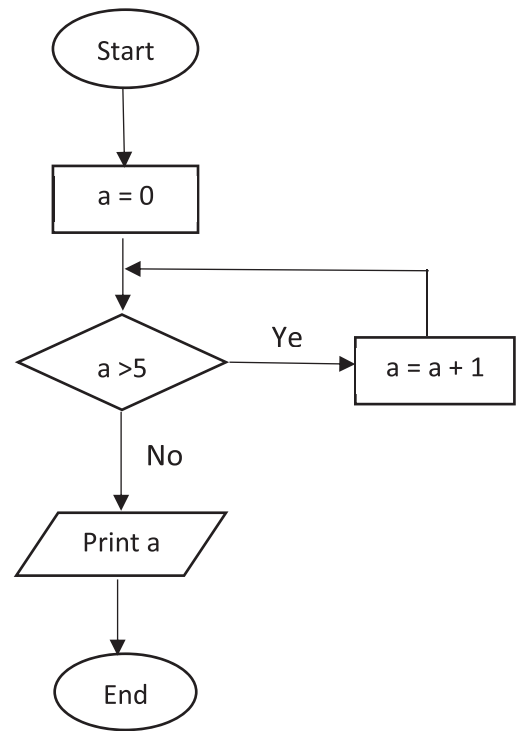 Start
a = 0
a >5
Ye
a = a + 1
No
Print a
End